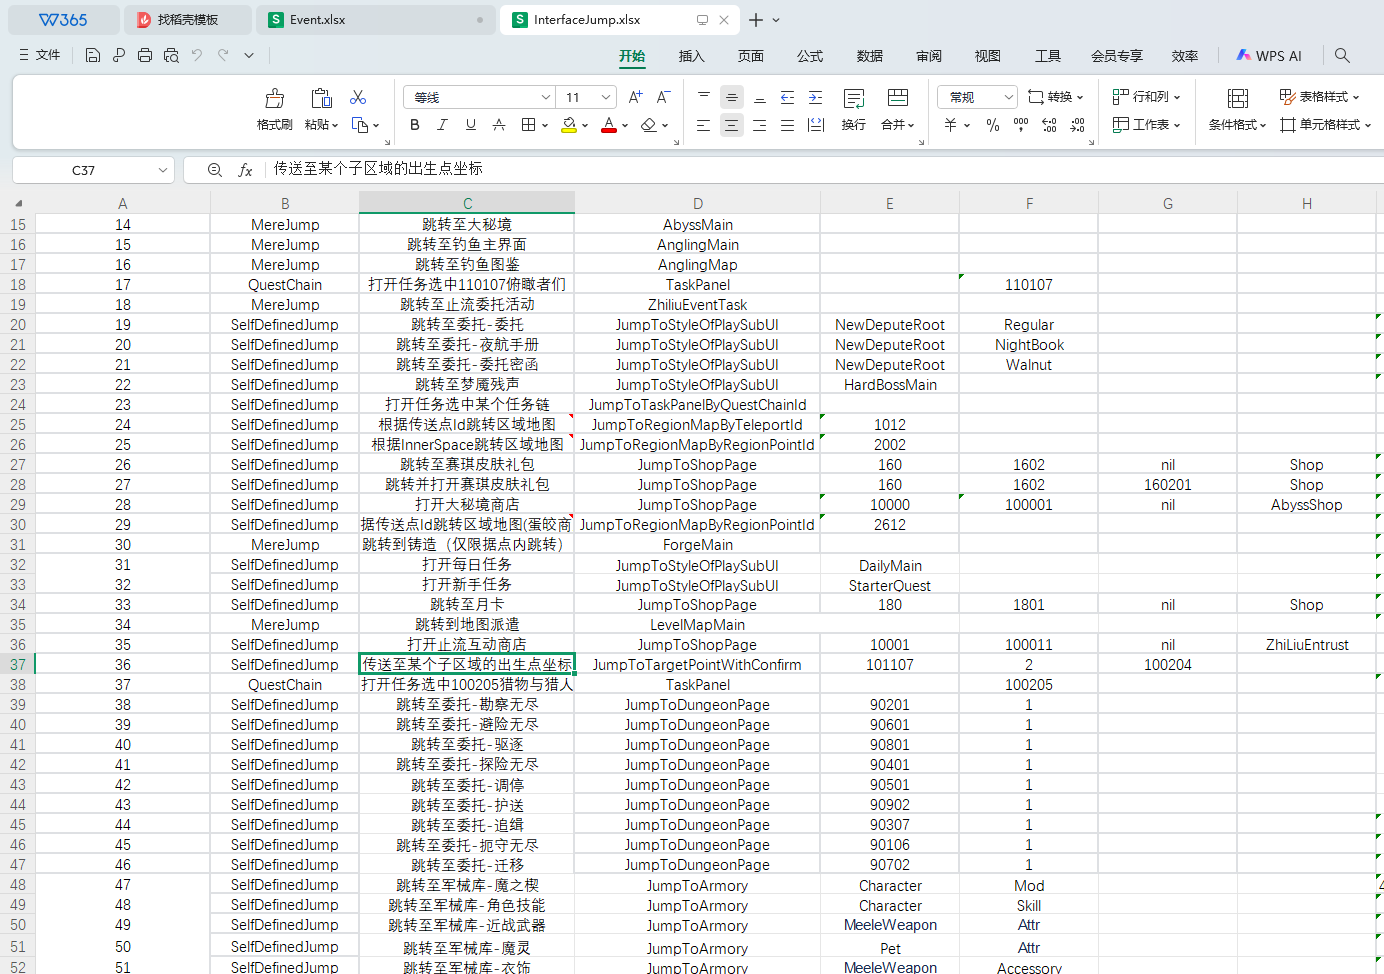 W365 找稻壳模板 Event.xlsx InterfaceJump.xlsx
文件 开始 插入 页面 公式 数据 审阅 视图 工具 会员专享 效率 WPS AI
等线 11 A+ A- 常规 转换 行和列 表格样式
格式刷 粘贴 B I U A 换行 合并 ¥ % 工作表 条件格式 单元格样式
C37 fx 传送至某个子区域的出生点坐标
A B C D E F G H
15 14 MereJump 跳转至大秘境 AbyssMain
16 15 MereJump 跳转至钓鱼主界面 AnglingMain
17 16 MereJump 跳转至钓鱼图鉴 AnglingMap
18 17 QuestChain 打开任务选中110107俯瞰者们 TaskPanel 110107
19 18 MereJump 跳转至止流委托活动 ZhiliuEventTask
20 19 SelfDefinedJump 跳转至委托-委托 JumpToStyleOfPlaySubUI NewDeputeRoot Regular
21 20 SelfDefinedJump 跳转至委托-夜航手册 JumpToStyleOfPlaySubUI NewDeputeRoot NightBook
22 21 SelfDefinedJump 跳转至委托-委托密函 JumpToStyleOfPlaySubUI NewDeputeRoot Walnut
23 22 SelfDefinedJump 跳转至梦魇残声 JumpToStyleOfPlaySubUI HardBossMain
24 23 SelfDefinedJump 打开任务选中某个任务链 JumpToTaskPanelByQuestChainId
25 24 SelfDefinedJump 根据传送点Id跳转区域地图 JumpToRegionMapByTeleportId 1012
26 25 SelfDefinedJump 根据InnerSpace跳转区域地图 JumpToRegionMapByRegionPointId 2002
27 26 SelfDefinedJump 跳转至赛琪皮肤礼包 JumpToShopPage 160 1602 nil Shop
28 27 SelfDefinedJump 跳转并打开赛琪皮肤礼包 JumpToShopPage 160 1602 160201 Shop
29 28 SelfDefinedJump 打开大秘境商店 JumpToShopPage 10000 100001 nil AbyssShop
30 29 SelfDefinedJump 据传送点Id跳转区域地图(蛋皎商 JumpToRegionMapByRegionPointId 2612
31 30 MereJump 跳转到铸造（仅限据点内跳转） ForgeMain
32 31 SelfDefinedJump 打开每日任务 JumpToStyleOfPlaySubUI DailyMain
33 32 SelfDefinedJump 打开新手任务 JumpToStyleOfPlaySubUI StarterQuest
34 33 SelfDefinedJump 跳转至月卡 JumpToShopPage 180 1801 nil Shop
35 34 MereJump 跳转到地图派遣 LevelMapMain
36 35 SelfDefinedJump 打开止流互动商店 JumpToShopPage 10001 100011 nil ZhiLiuEntrust
37 36 SelfDefinedJump 传送至某个子区域的出生点坐标 JumpToTargetPointWithConfirm 101107 2 100204
38 37 QuestChain 打开任务选中100205猎物与猎人 TaskPanel 100205
39 38 SelfDefinedJump 跳转至委托-勘察无尽 JumpToDungeonPage 90201 1
40 39 SelfDefinedJump 跳转至委托-避险无尽 JumpToDungeonPage 90601 1
41 40 SelfDefinedJump 跳转至委托-驱逐 JumpToDungeonPage 90801 1
42 41 SelfDefinedJump 跳转至委托-探险无尽 JumpToDungeonPage 90401 1
43 42 SelfDefinedJump 跳转至委托-调停 JumpToDungeonPage 90501 1
44 43 SelfDefinedJump 跳转至委托-护送 JumpToDungeonPage 90902 1
45 44 SelfDefinedJump 跳转至委托-追缉 JumpToDungeonPage 90307 1
46 45 SelfDefinedJump 跳转至委托-扼守无尽 JumpToDungeonPage 90106 1
47 46 SelfDefinedJump 跳转至委托-迁移 JumpToDungeonPage 90702 1
48 47 SelfDefinedJump 跳转至军械库-魔之楔 JumpToArmory Character Mod
49 48 SelfDefinedJump 跳转至军械库-角色技能 JumpToArmory Character Skill
50 49 SelfDefinedJump 跳转至军械库-近战武器 JumpToArmory MeeleWeapon Attr
51 50 SelfDefinedJump 跳转至军械库-魔灵 JumpToArmory Pet Attr
52 51 SelfDefinedJump 跳转至军械库-衣饰 JumpToArmory MeeleWeapon Accessory